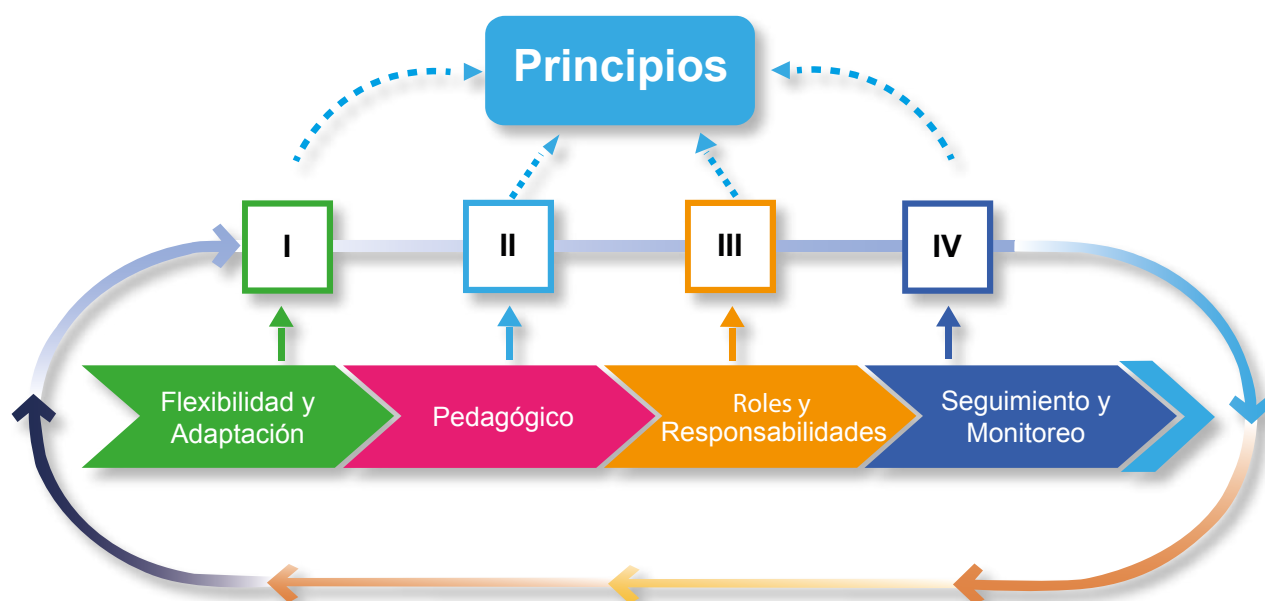 Principios
I
II
III
IV
Flexibilidad y
Adaptación
Pedagógico
Roles y
Responsabilidades
Seguimiento y
Monitoreo